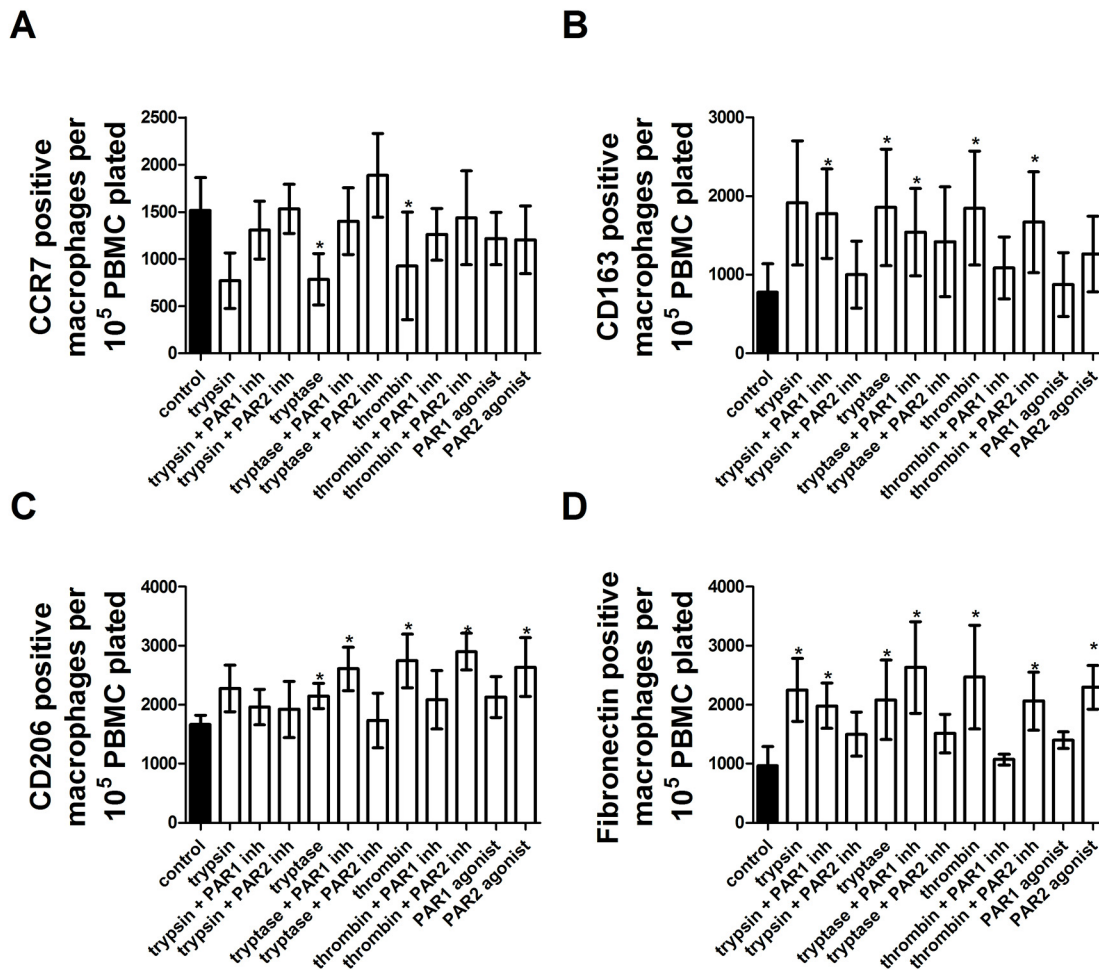 A
CCR7 positive
macrophages per
10⁵ PBMC plated
2500
2000
1500
1000
500
0
*
*
control
trypsin
trypsin + PAR1 inh
trypsin + PAR2 inh
tryptase
tryptase + PAR1 inh
tryptase + PAR2 inh
thrombin
thrombin + PAR1 inh
thrombin + PAR2 inh
PAR1 agonist
PAR2 agonist
B
CD163 positive
macrophages per
10⁵ PBMC plated
3000
2000
1000
0
*
*
*
*
*
control
trypsin
trypsin + PAR1 inh
trypsin + PAR2 inh
tryptase
tryptase + PAR1 inh
tryptase + PAR2 inh
thrombin
thrombin + PAR1 inh
thrombin + PAR2 inh
PAR1 agonist
PAR2 agonist
C
CD206 positive
macrophages per
10⁵ PBMC plated
4000
3000
2000
1000
0
*
*
*
*
*
control
trypsin
trypsin + PAR1 inh
trypsin + PAR2 inh
tryptase
tryptase + PAR1 inh
tryptase + PAR2 inh
thrombin
thrombin + PAR1 inh
thrombin + PAR2 inh
PAR1 agonist
PAR2 agonist
D
Fibronectin positive
macrophages per
10⁵ PBMC plated
4000
3000
2000
1000
0
*
*
*
*
*
*
*
control
trypsin
trypsin + PAR1 inh
trypsin + PAR2 inh
tryptase
tryptase + PAR1 inh
tryptase + PAR2 inh
thrombin
thrombin + PAR1 inh
thrombin + PAR2 inh
PAR1 agonist
PAR2 agonist